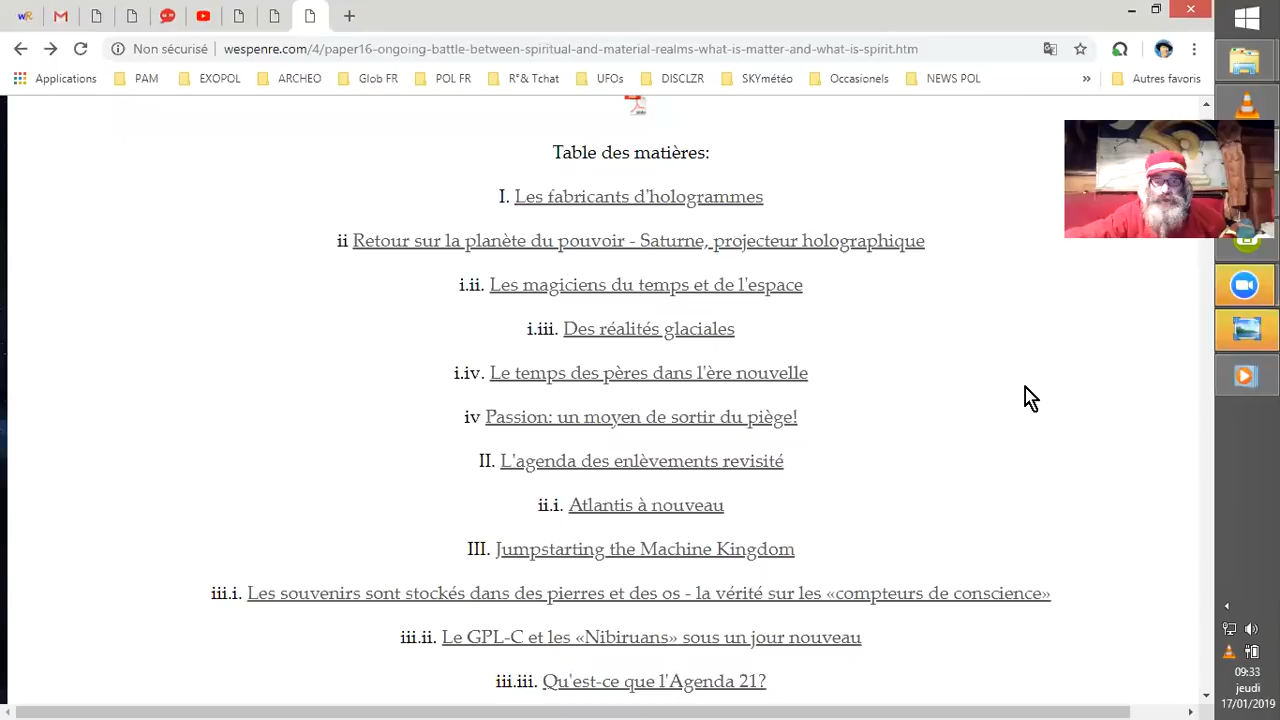 Non sécurisé
wespenre.com/4/paper16-ongoing-battle-between-spiritual-and-material-realms-what-is-matter-and-what-is-spirit.htm
Applications PAM EXOPOL ARCHEO Glob FR POL FR R°& Tchat UFOs DISCLZR SKYmétéo Occasionels NEWS POL » Autres favoris
Table des matières:
I. Les fabricants d'hologrammes
ii Retour sur la planète du pouvoir - Saturne, projecteur holographique
i.ii. Les magiciens du temps et de l'espace
i.iii. Des réalités glaciales
i.iv. Le temps des pères dans l'ère nouvelle
iv Passion: un moyen de sortir du piège!
II. L'agenda des enlèvements revisité
ii.i. Atlantis à nouveau
III. Jumpstarting the Machine Kingdom
iii.i. Les souvenirs sont stockés dans des pierres et des os - la vérité sur les «compteurs de conscience»
iii.ii. Le GPL-C et les «Nibiruans» sous un jour nouveau
iii.iii. Qu'est-ce que l'Agenda 21?
09:33
jeudi
17/01/2019